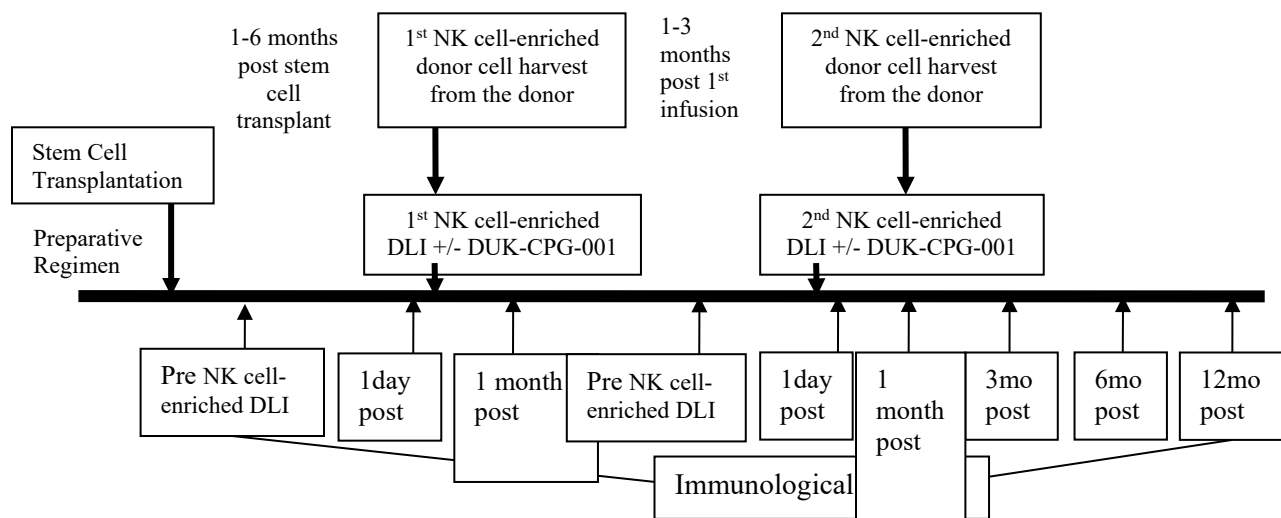 1-6 months
post stem
cell
transplant
1st NK cell-enriched
donor cell harvest
from the donor
1-3
months
post 1st
infusion
2nd NK cell-enriched
donor cell harvest
from the donor
Stem Cell
Transplantation
Preparative
Regimen
1st NK cell-enriched
DLI +/- DUK-CPG-001
2nd NK cell-enriched
DLI +/- DUK-CPG-001
Pre NK cell-
enriched DLI
1day
post
1 month
post
Pre NK cell-
enriched DLI
1day
post
1
month
post
3mo
post
6mo
post
12mo
post
Immunological